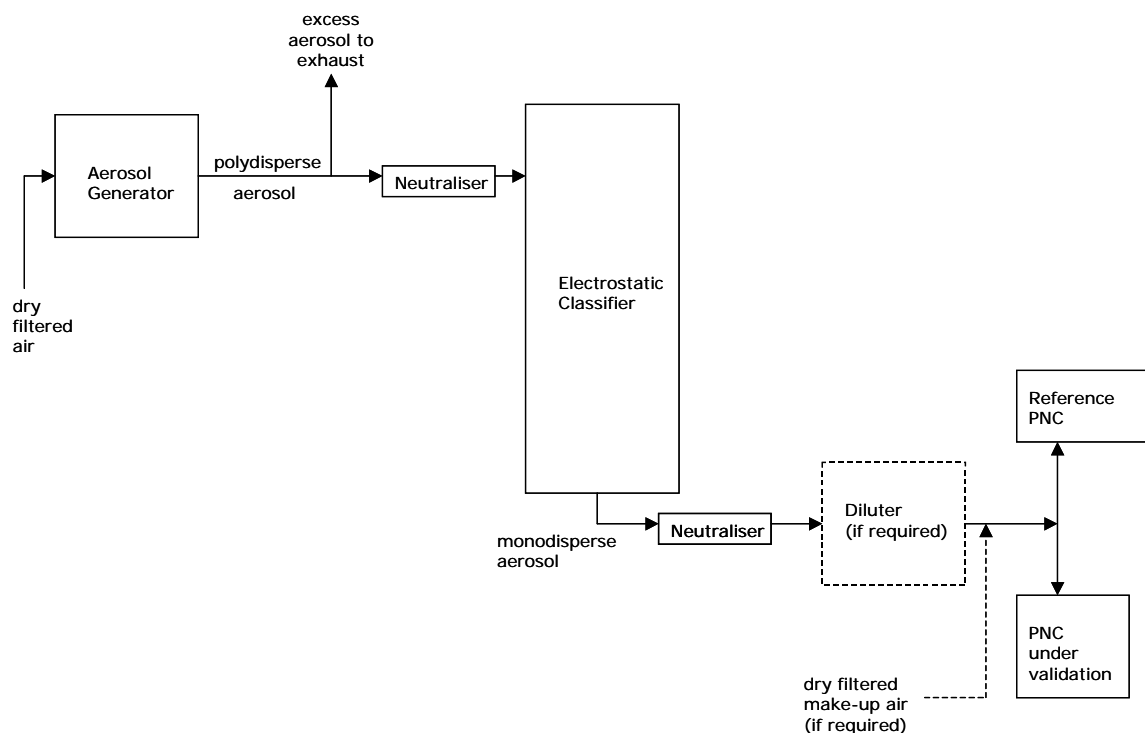 excess
aerosol to
exhaust
Aerosol
Generator
polydisperse
aerosol
Neutraliser
dry
filtered
air
Electrostatic
Classifier
Reference
PNC
Diluter
(if required)
Neutraliser
monodisperse
aerosol
PNC
under
validation
dry filtered
make-up air
(if required)